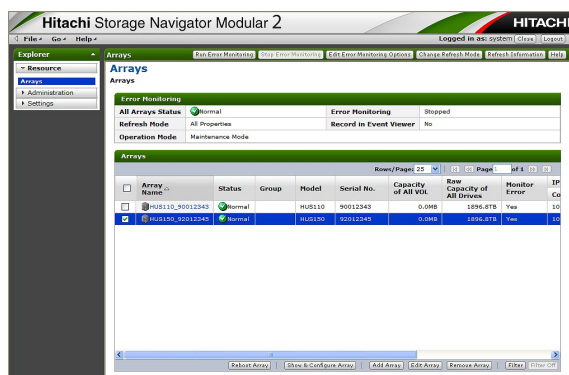 Hitachi Storage Navigator Modular 2
HITACHI
File Go Help
Logged in as: system Close Logout
Explorer
Resource
Arrays
Administration
Settings
Arrays Run Error Monitoring Stop Error Monitoring Edit Error Monitoring Options Change Refresh Mode Refresh Information Help
Arrays
Arrays
Error Monitoring
All Arrays Status Normal Error Monitoring Stopped
Refresh Mode All Properties Record in Event Viewer No
Operation Mode Maintenance Mode
Arrays
Rows/Page: 25 Page 1 of 1
Array Name Status Group Model Serial No. Capacity of All VOL Raw Capacity of All Drives Monitor Error IP Co
HUS110_90012343 Normal HUS110 90012343 0.0MB 1896.8TB Yes 10
HUS150_92012345 Normal HUS150 92012345 0.0MB 1896.8TB Yes 10
Reboot Array Show & Configure Array Add Array Edit Array Remove Array Filter Filter Off